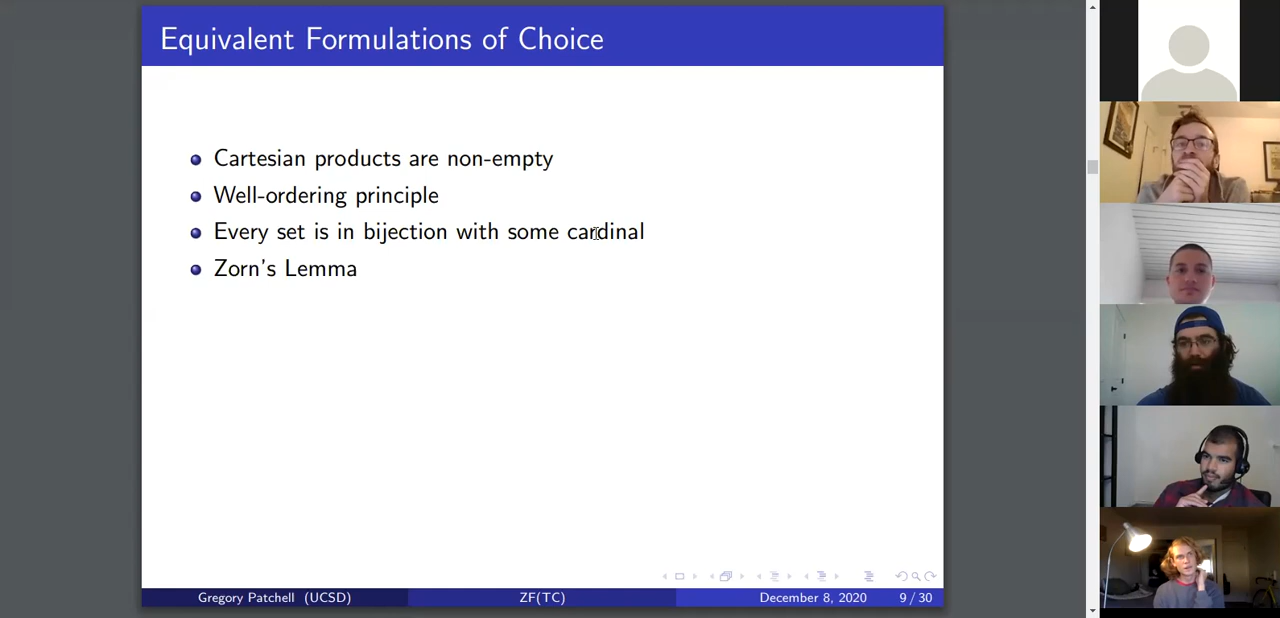 Equivalent Formulations of Choice
Cartesian products are non-empty
Well-ordering principle
Every set is in bijection with some cardinal
Zorn's Lemma
Gregory Patchell (UCSD) ZF(TC) December 8, 2020 9 / 30